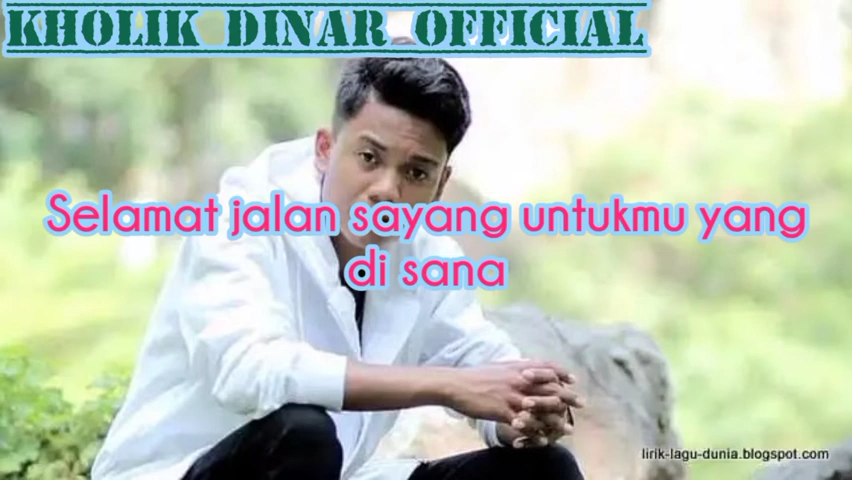 KHOLIK DINAR OFFICIAL
Selamat jalan sayang untukmu yang
di sana
lirik-lagu-dunia.blogspot.com